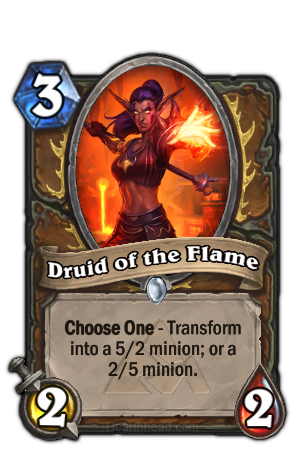 3
Druid of the Flame
Choose One - Transform
into a 5/2 minion; or a
2/5 minion.
2
2